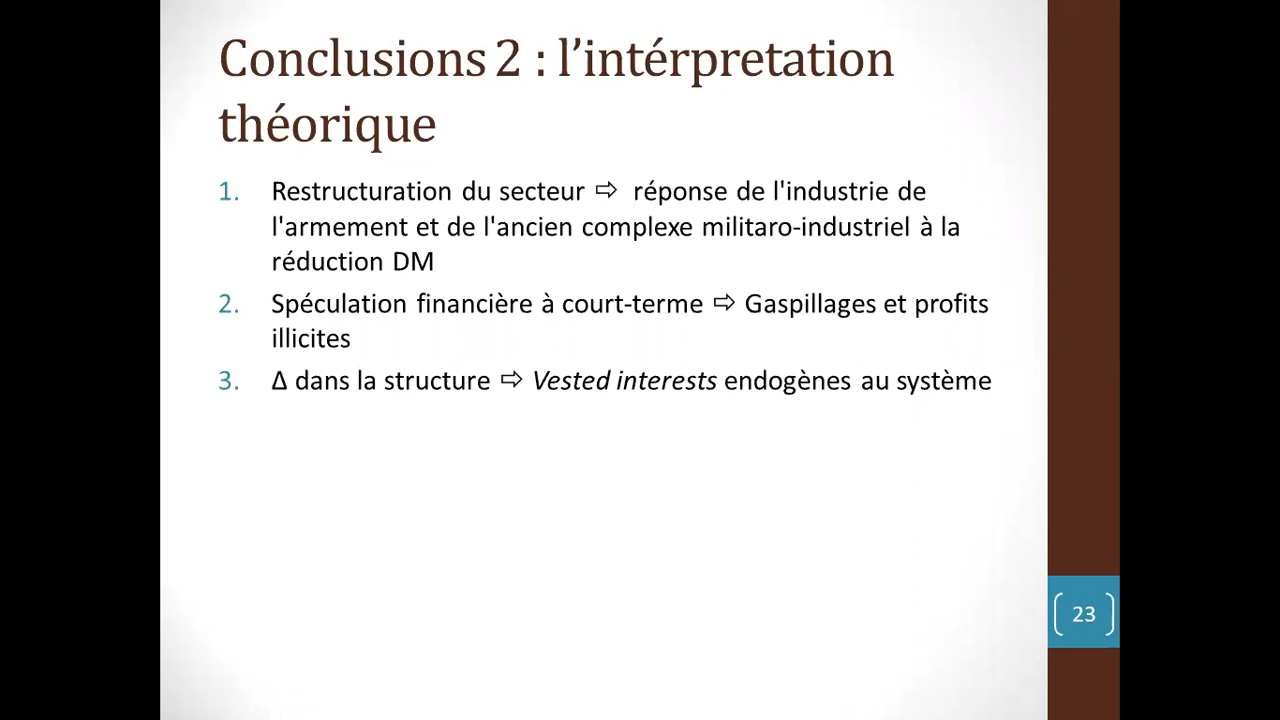 Conclusions 2 : l’intérpretation
théorique
1. Restructuration du secteur ⇨ réponse de l'industrie de
l'armement et de l'ancien complexe militaro-industriel à la
réduction DM
2. Spéculation financière à court-terme ⇨ Gaspillages et profits
illicites
3. Δ dans la structure ⇨ Vested interests endogènes au système
23